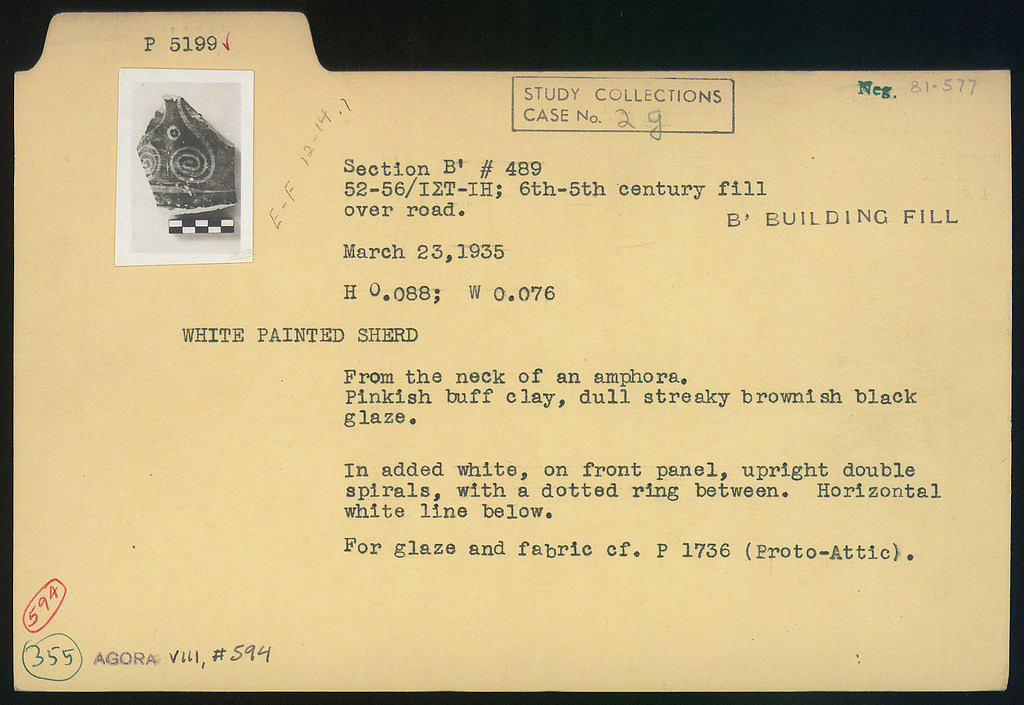 P 5199✓
STUDY COLLECTIONS
CASE No. 2 g
Neg. 81-577
E-F 12-14.1
Section B' # 489
52-56/ΙΣΤ-ΙΗ; 6th-5th century fill
over road.
B' BUILDING FILL
March 23,1935
H 0.088; W 0.076
WHITE PAINTED SHERD
From the neck of an amphora.
Pinkish buff clay, dull streaky brownish black
glaze.
In added white, on front panel, upright double
spirals, with a dotted ring between. Horizontal
white line below.
For glaze and fabric cf. P 1736 (Proto-Attic).
594
355
AGORA VIII, #594